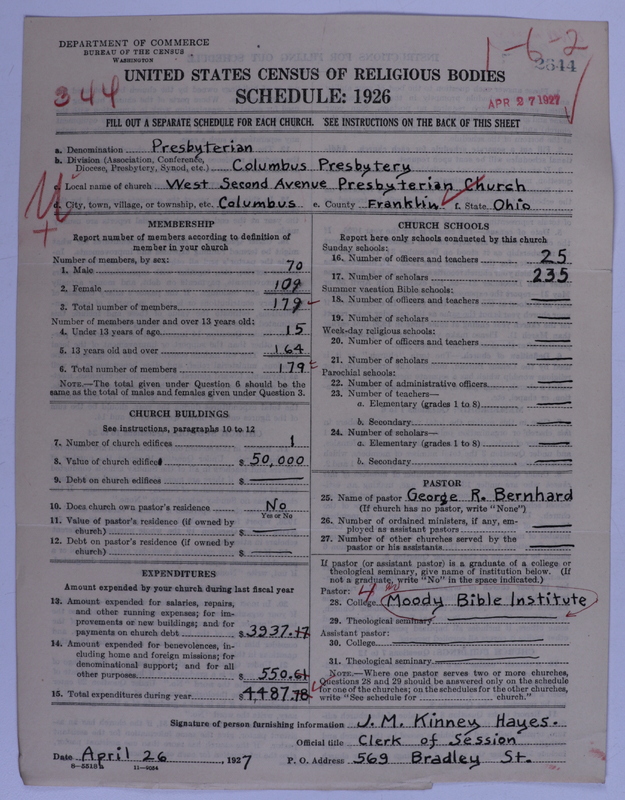 DEPARTMENT OF COMMERCE
BUREAU OF THE CENSUS
WASHINGTON
1-6-2
2644
344
UNITED STATES CENSUS OF RELIGIOUS BODIES
SCHEDULE: 1926
APR 27 1927
FILL OUT A SEPARATE SCHEDULE FOR EACH CHURCH. SEE INSTRUCTIONS ON THE BACK OF THIS SHEET
a. Denomination Presbyterian
b. Division (Association, Conference, Diocese, Presbytery, Synod, etc.) Columbus Presbytery
c. Local name of church West Second Avenue Presbyterian Church
d. City, town, village, or township, etc. Columbus e. County Franklin f. State Ohio
MEMBERSHIP
Report number of members according to definition of
member in your church
Number of members, by sex:
1. Male 70
2. Female 109
3. Total number of members 179
Number of members under and over 13 years old:
4. Under 13 years of age 15
5. 13 years old and over 164
6. Total number of members 179
NOTE.—The total given under Question 6 should be the
same as the total of males and females given under Question 3.
CHURCH BUILDINGS
See instructions, paragraphs 10 to 12
7. Number of church edifices 1
8. Value of church edifices $ 50,000
9. Debt on church edifices $
10. Does church own pastor's residence No
Yes or No
11. Value of pastor's residence (if owned by
church) $
12. Debt on pastor's residence (if owned by
church) $
EXPENDITURES
Amount expended by your church during last fiscal year
13. Amount expended for salaries, repairs,
and other running expenses; for im-
provements or new buildings; and for
payments on church debt $ 3937.17
14. Amount expended for benevolences, in-
cluding home and foreign missions; for
denominational support; and for all
other purposes 550.61
15. Total expenditures during year $ 4487.78
CHURCH SCHOOLS
Report here only schools conducted by this church
Sunday schools:
16. Number of officers and teachers 25
17. Number of scholars 235
Summer vacation Bible schools:
18. Number of officers and teachers
19. Number of scholars
Week-day religious schools:
20. Number of officers and teachers
21. Number of scholars
Parochial schools:
22. Number of administrative officers
23. Number of teachers—
a. Elementary (grades 1 to 8)
b. Secondary
24. Number of scholars—
a. Elementary (grades 1 to 8)
b. Secondary
PASTOR
25. Name of pastor George R. Bernhard
(If church has no pastor, write "None")
26. Number of ordained ministers, if any, em-
ployed as assistant pastors
27. Number of other churches served by the
pastor or his assistants
If pastor (or assistant pastor) is a graduate of a college or
theological seminary, give name of institution below. (If
not a graduate, write "No" in the space indicated.)
Pastor:
28. College Moody Bible Institute
29. Theological seminary
Assistant pastor:
30. College
31. Theological seminary
NOTE.—Where one pastor serves two or more churches,
Questions 28 and 29 should be answered only on the schedule
for one of the churches; on the schedules for the other churches,
write "See schedule for church."
Signature of person furnishing information J. M. Kinney Hayes.
Official title Clerk of Session
Date April 26, 1927 P. O. Address 569 Bradley St.
8—5518a 11—9264